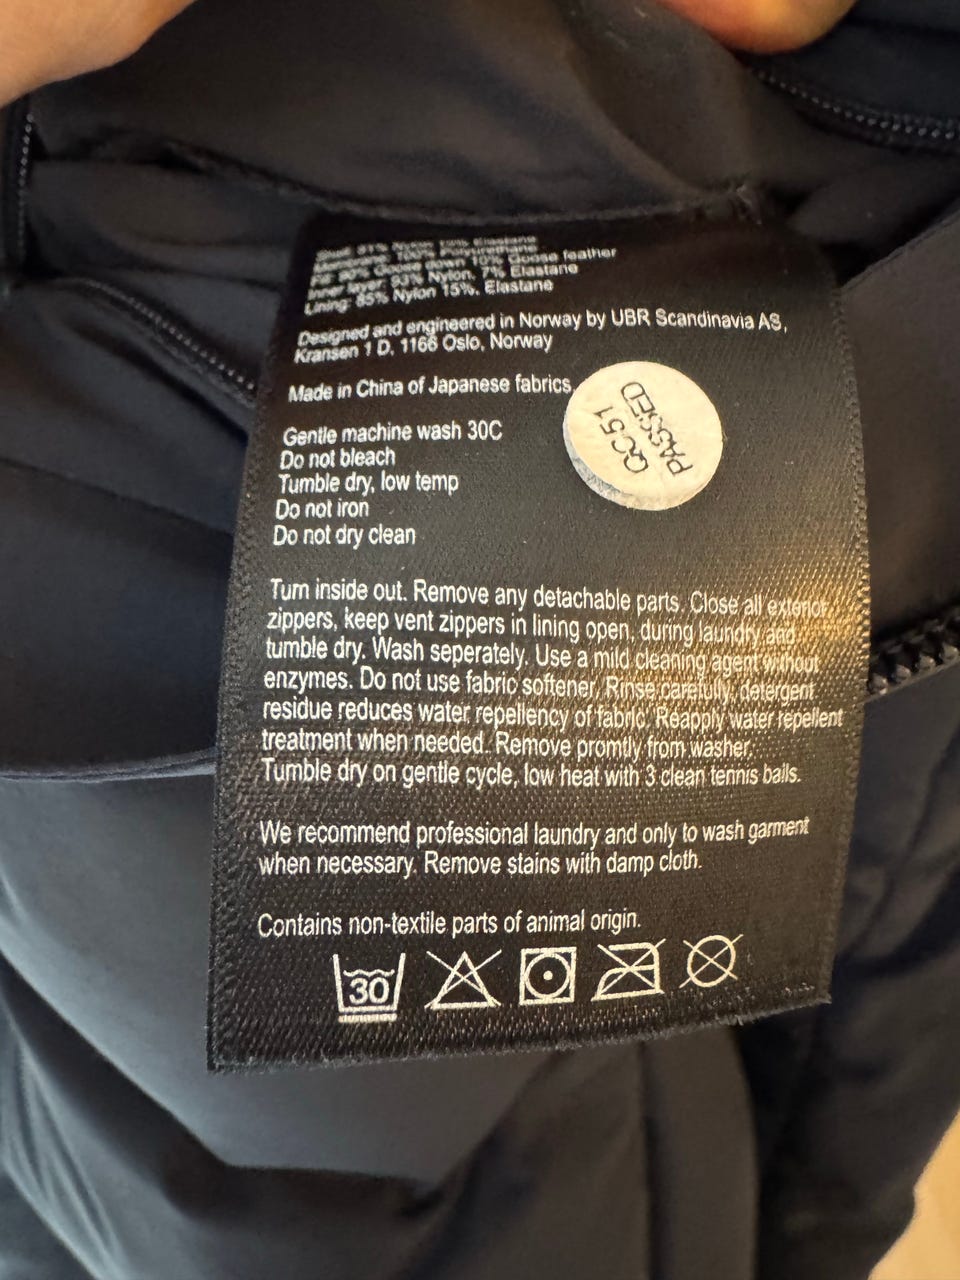 Shell: 81% Nylon 19% Elastane
Membrane: 100% Polyurethane
Fill: 90% Goose down 10% Goose feather
Inner layer: 93% Nylon, 7% Elastane
Lining: 85% Nylon 15%, Elastane
Designed and engineered in Norway by UBR Scandinavia AS,
Kransen 1 D, 1166 Oslo, Norway
Made in China of Japanese fabrics
QC51
PASSED
Gentle machine wash 30C
Do not bleach
Tumble dry, low temp
Do not iron
Do not dry clean
Turn inside out. Remove any detachable parts. Close all exterior
zippers, keep vent zippers in lining open, during laundry and
tumble dry. Wash seperately. Use a mild cleaning agent without
enzymes. Do not use fabric softener. Rinse carefully, detergent
residue reduces water repellency of fabric. Reapply water repellent
treatment when needed. Remove promtly from washer.
Tumble dry on gentle cycle, low heat with 3 clean tennis balls.
We recommend professional laundry and only to wash garment
when necessary. Remove stains with damp cloth.
Contains non-textile parts of animal origin.
30